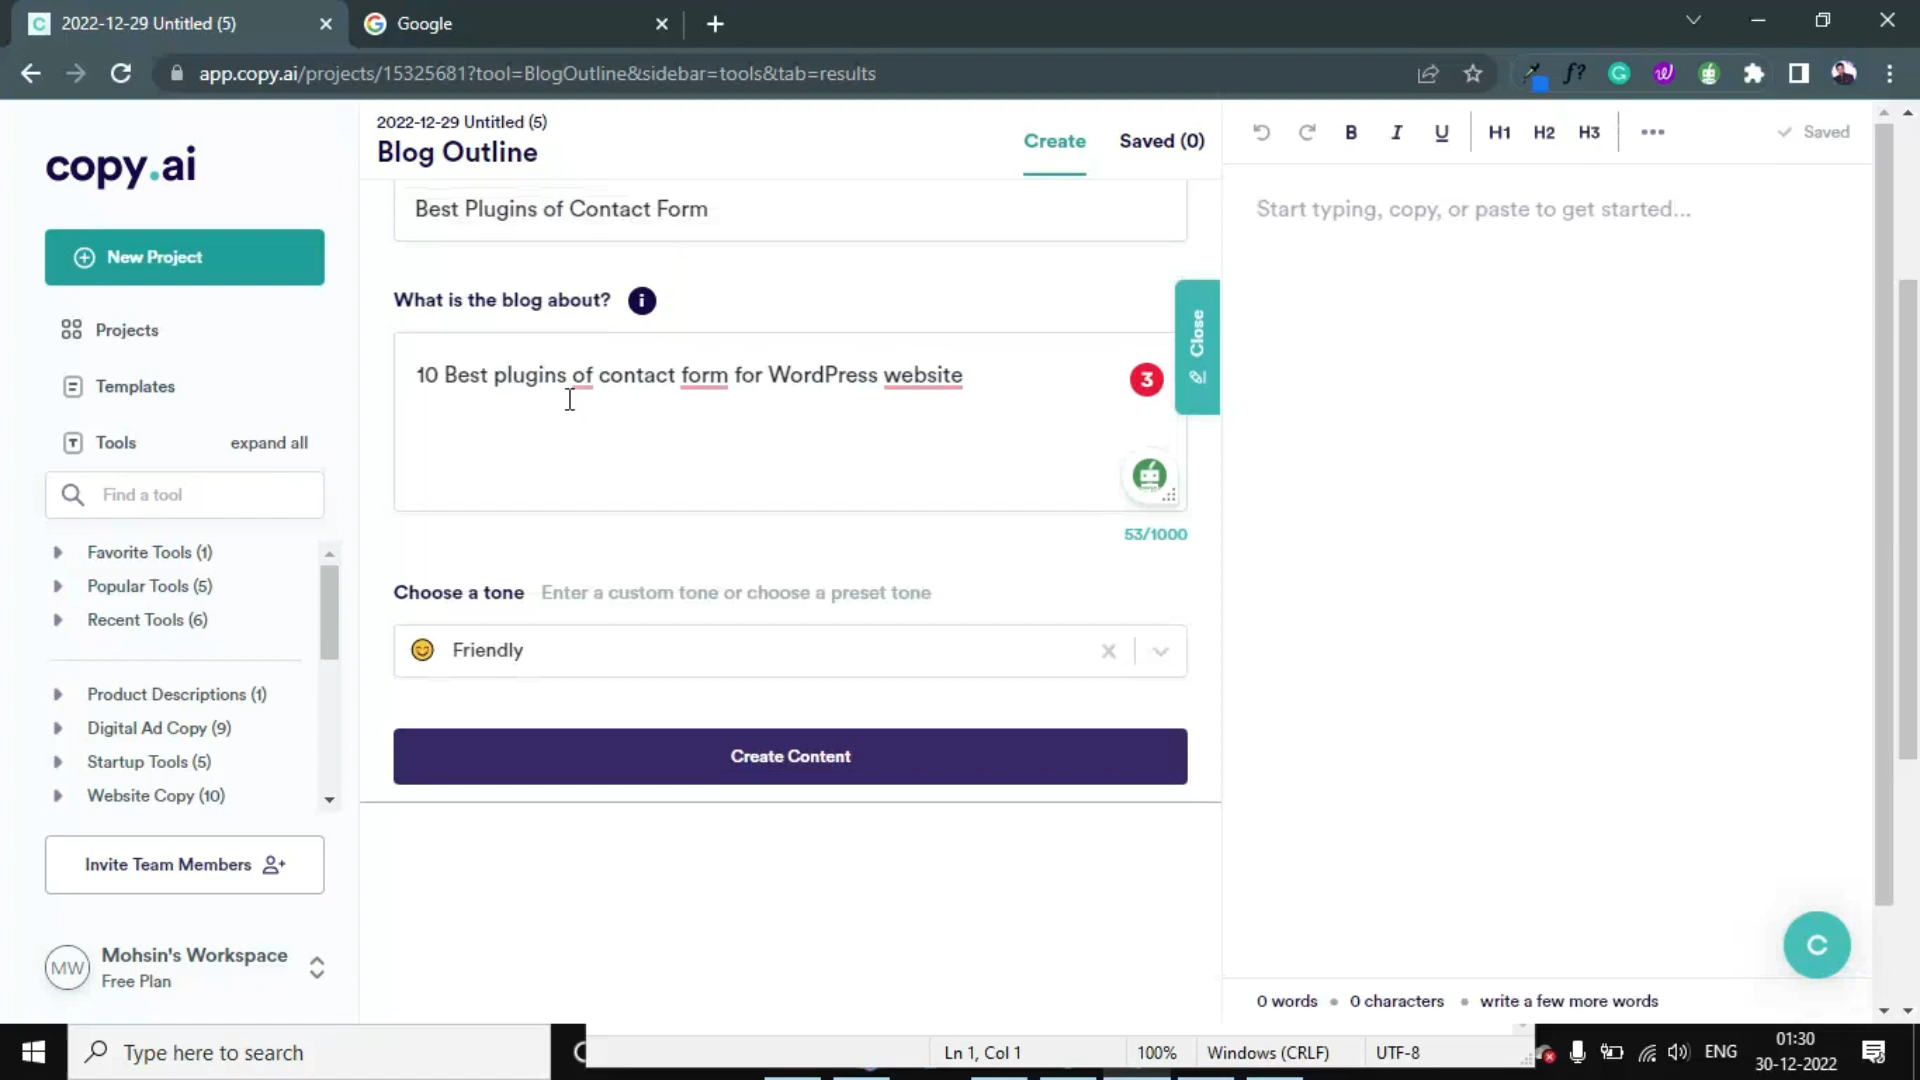 2022-12-29 Untitled (5)
Google
app.copy.ai/projects/15325681?tool=BlogOutline&sidebar=tools&tab=results
copy.ai
New Project
Projects
Templates
Tools
expand all
Find a tool
Favorite Tools (1)
Popular Tools (5)
Recent Tools (6)
Product Descriptions (1)
Digital Ad Copy (9)
Startup Tools (5)
Website Copy (10)
Invite Team Members
MW
Mohsin's Workspace
Free Plan
2022-12-29 Untitled (5)
Blog Outline
Create
Saved (0)
Best Plugins of Contact Form
What is the blog about?
10 Best plugins of contact form for WordPress website
3
53/1000
Close
Choose a tone
Enter a custom tone or choose a preset tone
Friendly
Create Content
B
I
U
H1
H2
H3
Saved
Start typing, copy, or paste to get started...
0 words
0 characters
write a few more words
Type here to search
Ln 1, Col 1
100%
Windows (CRLF)
UTF-8
ENG
01:30
30-12-2022